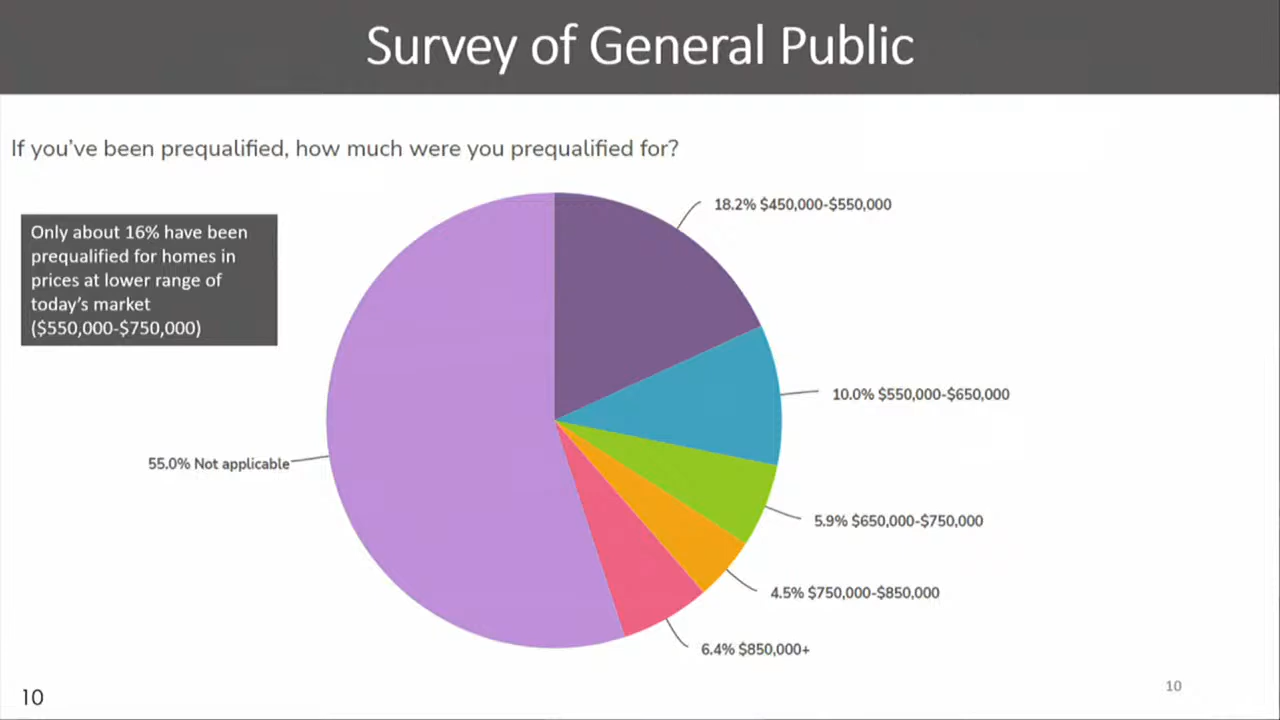 Survey of General Public
If you've been prequalified, how much were you prequalified for?
Only about 16% have been
prequalified for homes in
prices at lower range of
today's market
($550,000-$750,000)
18.2% $450,000-$550,000
10.0% $550,000-$650,000
55.0% Not applicable
5.9% $650,000-$750,000
4.5% $750,000-$850,000
6.4% $850,000+
10
10